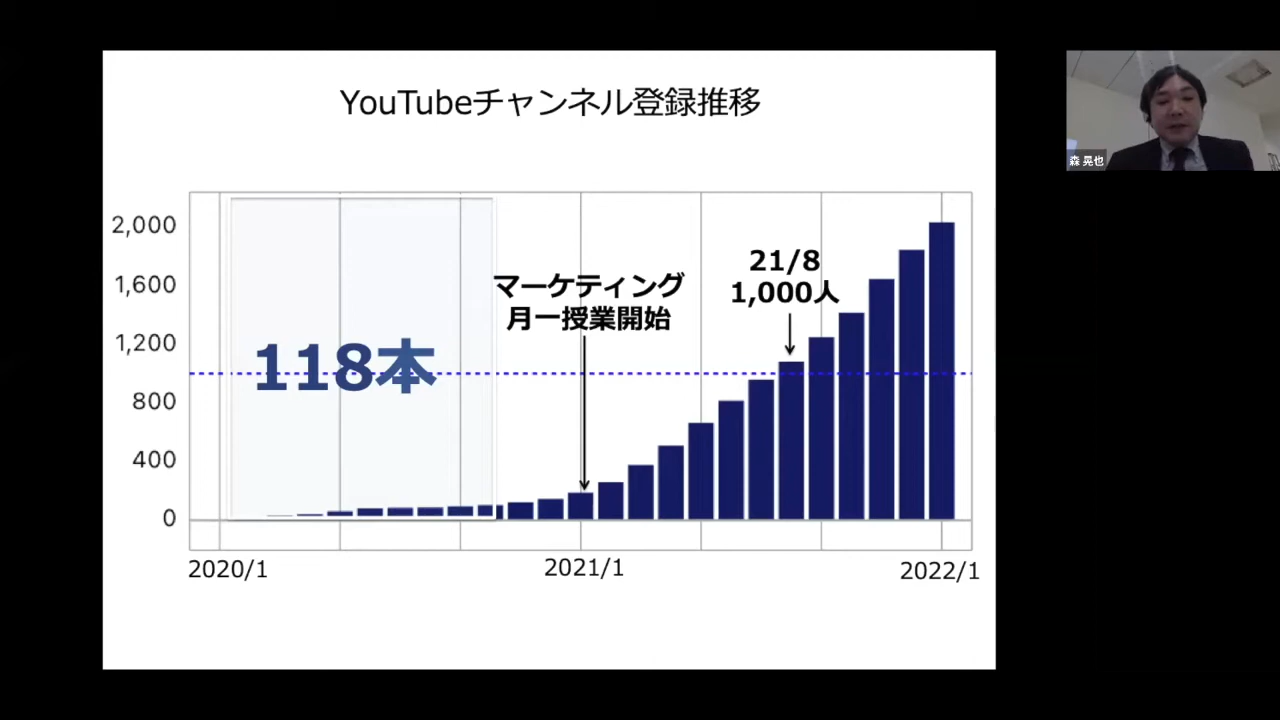 YouTubeチャンネル登録推移
2,000
1,600
1,200
800
400
0
118本
マーケティング
月一授業開始
21/8
1,000人
2020/1
2021/1
2022/1
森 晃也